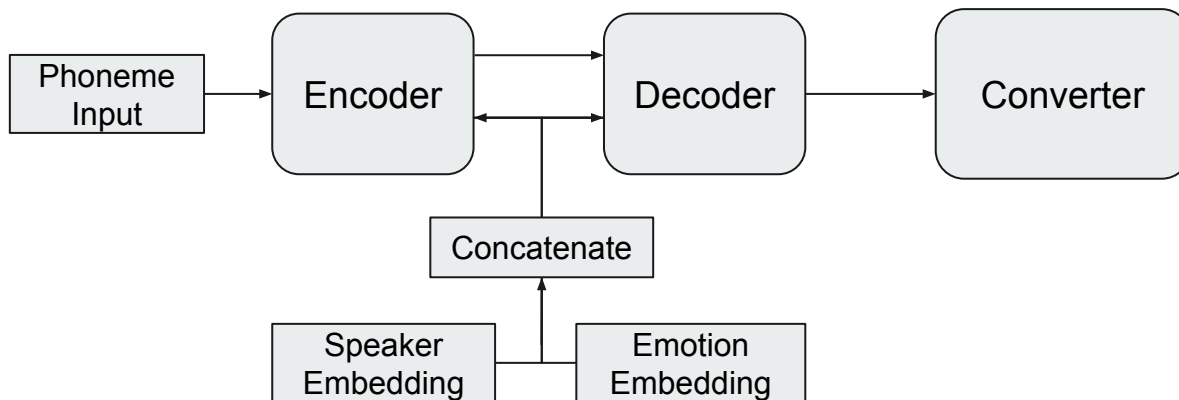 Phoneme
Input
Encoder
Decoder
Converter
Concatenate
Speaker
Embedding
Emotion
Embedding